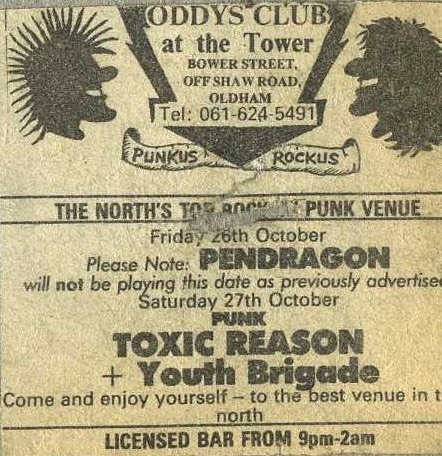 ODDYS CLUB
at the Tower
BOWER STREET,
OFF SHAW ROAD,
OLDHAM
Tel: 061-624-5491
PUNKUS ROCKUS
THE NORTH'S TOP ROCK PUNK VENUE
Friday 26th October
Please Note: PENDRAGON
will not be playing this date as previously advertised
Saturday 27th October
PUNK
TOXIC REASON
+ Youth Brigade
Come and enjoy yourself – to the best venue in t
north
LICENSED BAR FROM 9pm-2am